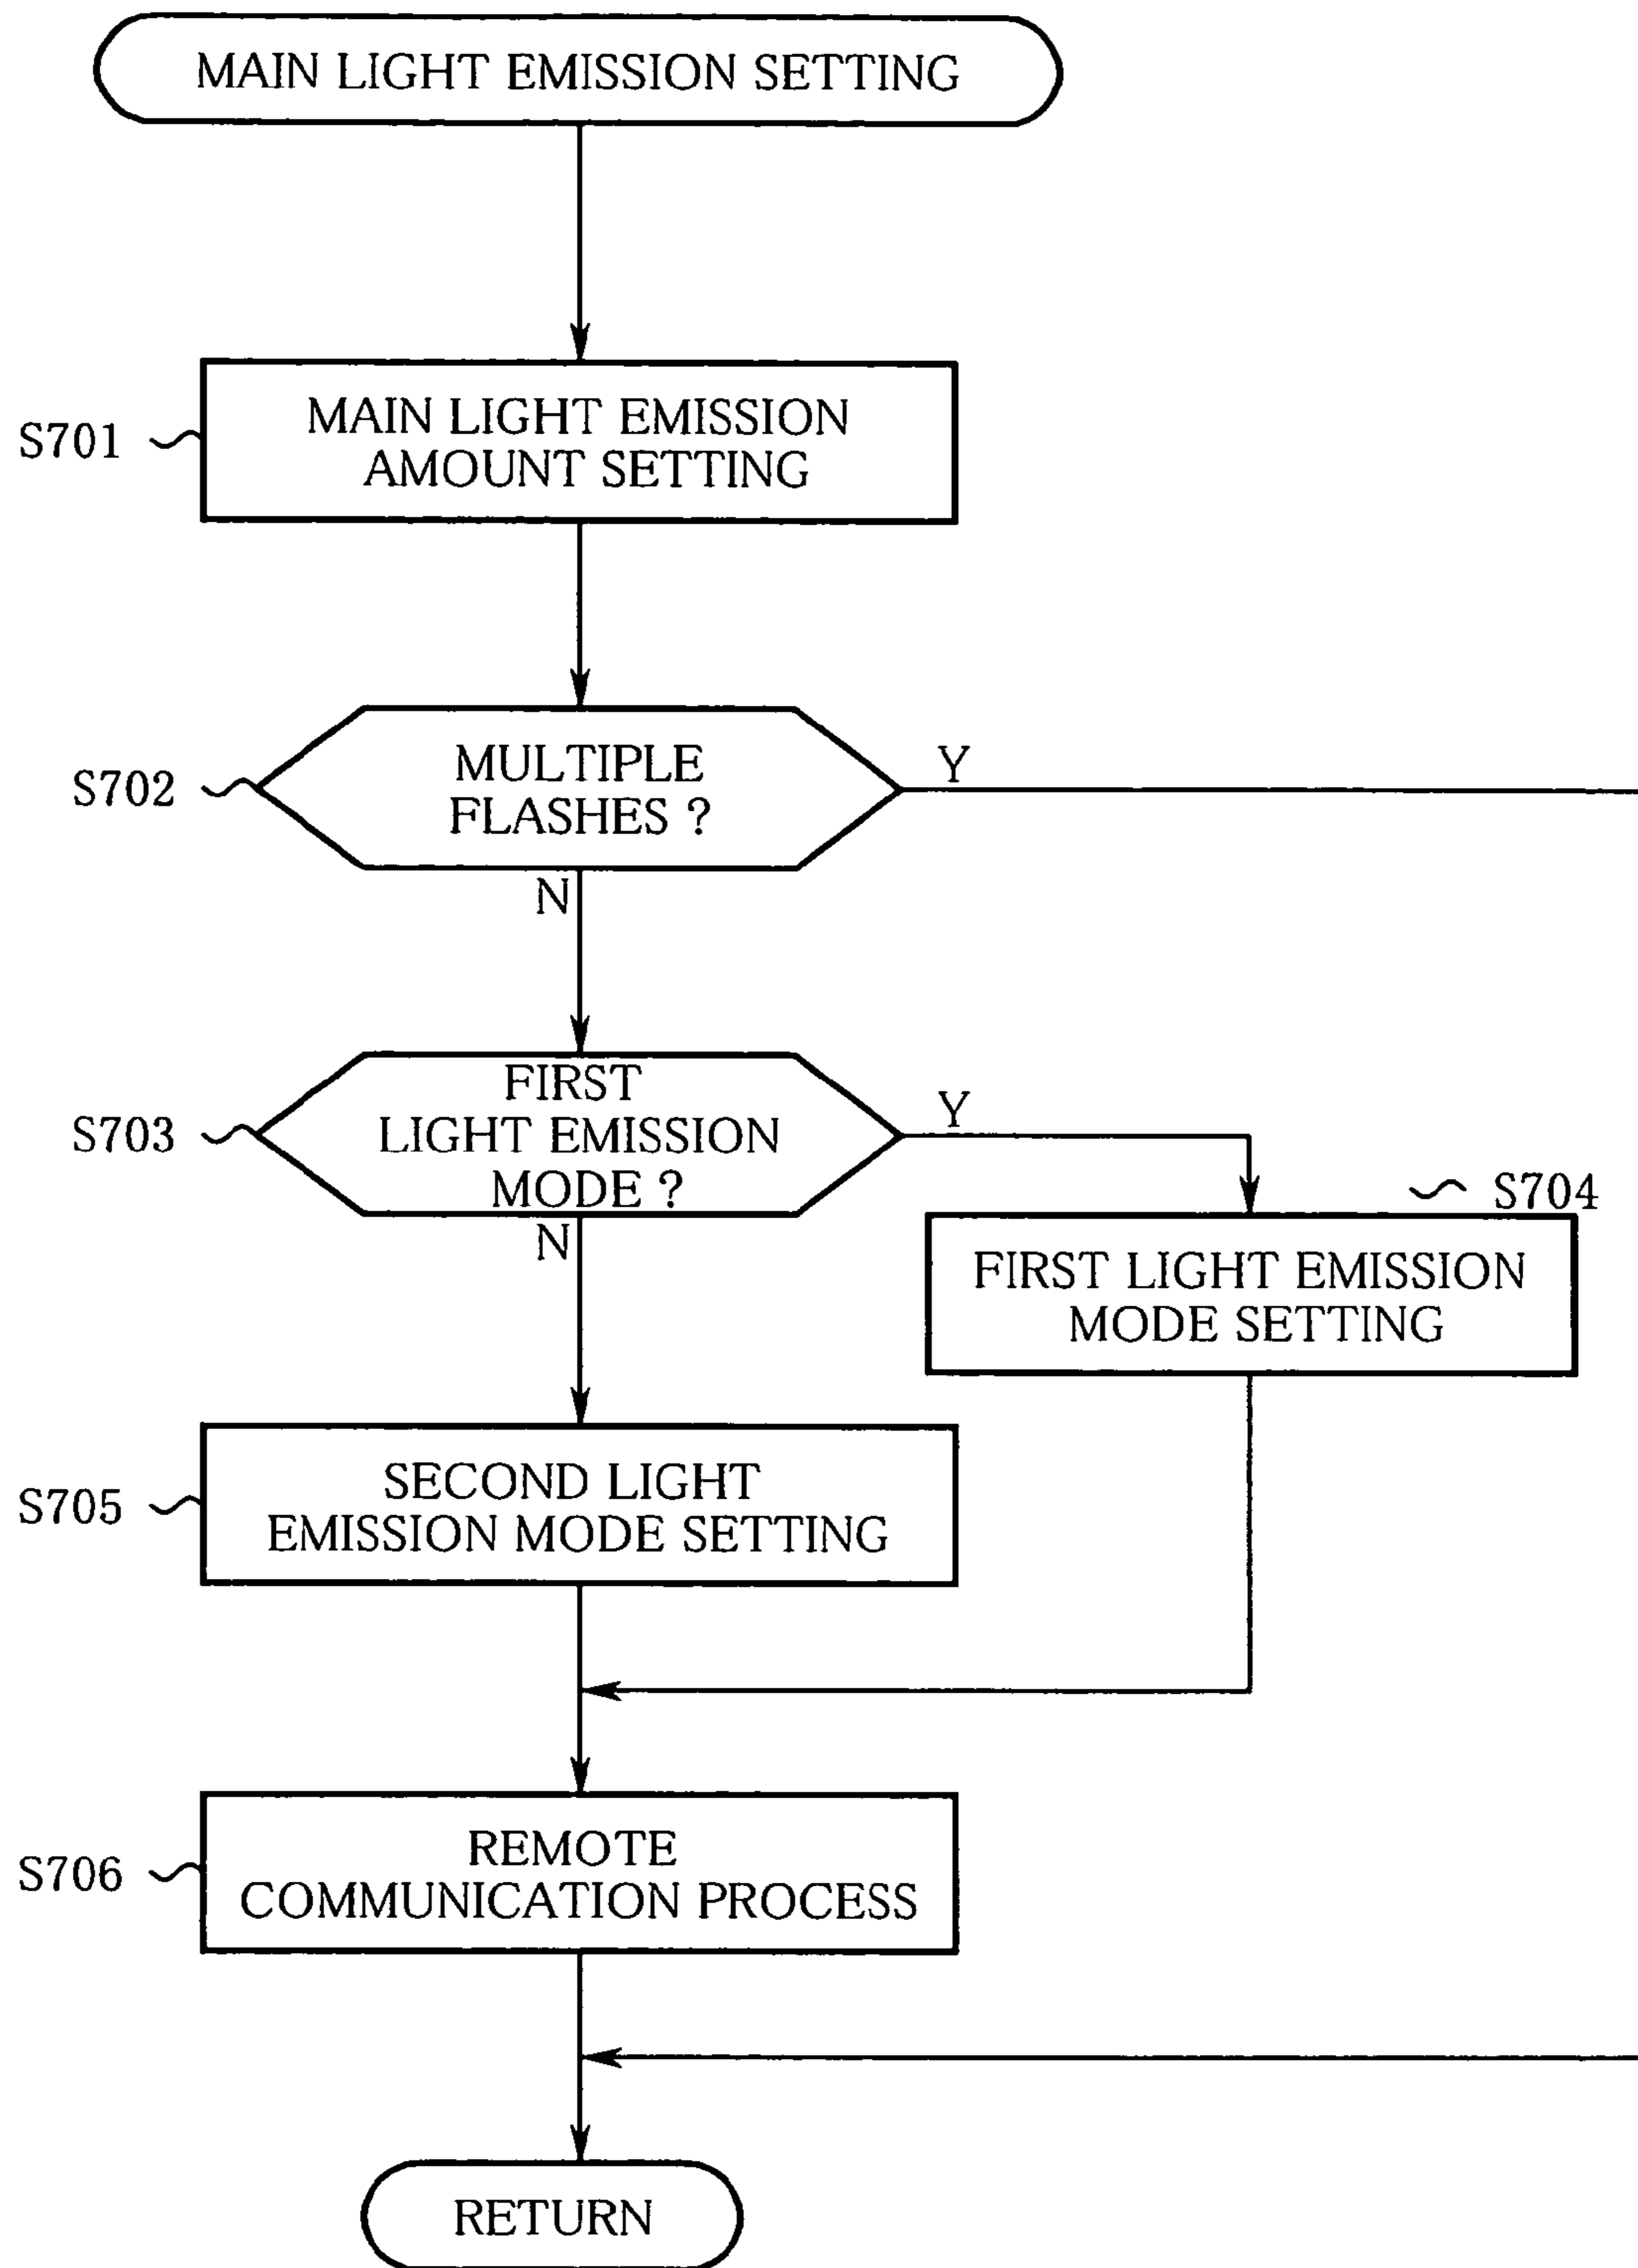 MAIN LIGHT EMISSION SETTING
S701
MAIN LIGHT EMISSION
AMOUNT SETTING
S702
MULTIPLE
FLASHES ?
Y
N
S703
FIRST
LIGHT EMISSION
MODE ?
Y
N
S704
FIRST LIGHT EMISSION
MODE SETTING
S705
SECOND LIGHT
EMISSION MODE SETTING
S706
REMOTE
COMMUNICATION PROCESS
RETURN